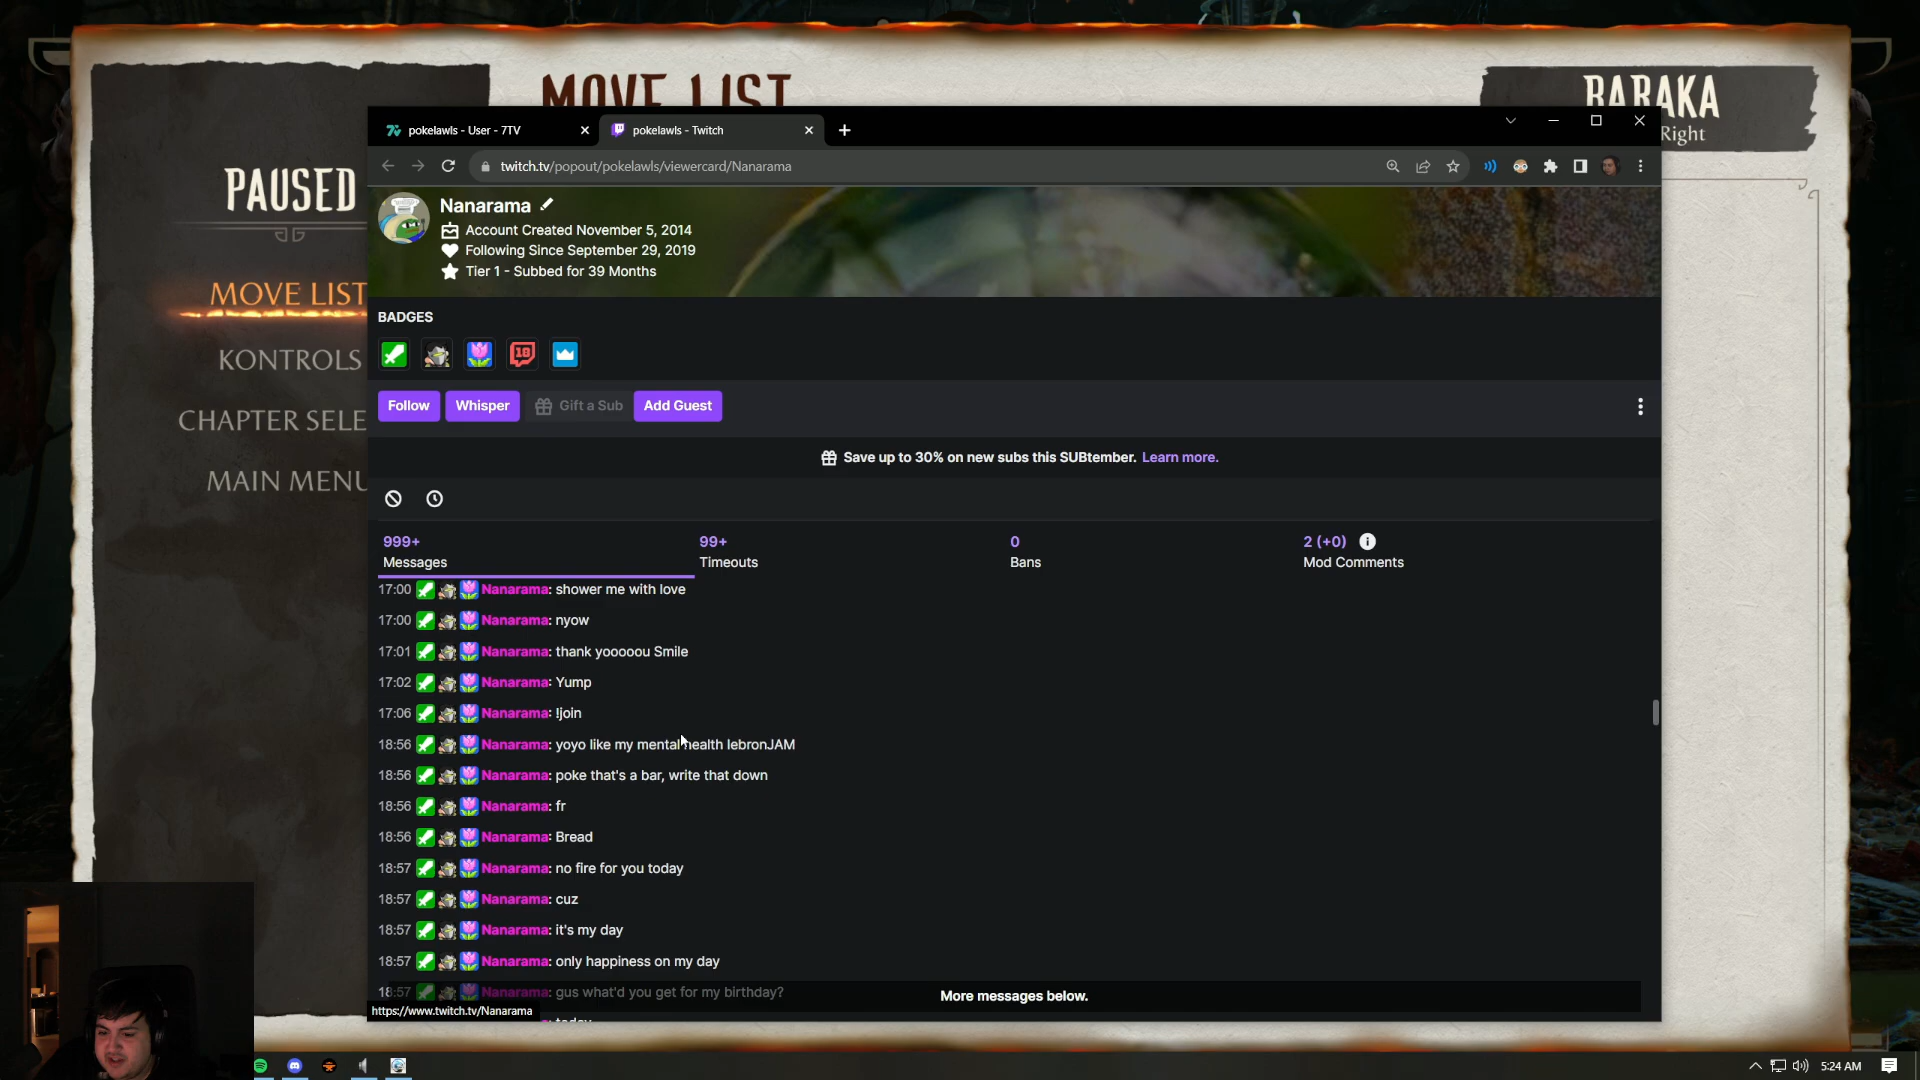 MOVE LIST
BARAKA
Right
PAUSED
MOVE LIST
KONTROLS
CHAPTER SELE
MAIN MENU
pokelawls - User - 7TV
pokelawls - Twitch
twitch.tv/popout/pokelawls/viewercard/Nanarama
Nanarama
Account Created November 5, 2014
Following Since September 29, 2019
Tier 1 - Subbed for 39 Months
BADGES
18
Follow Whisper Gift a Sub Add Guest
Save up to 30% on new subs this SUBtember. Learn more.
999+ 99+ 0 2 (+0)
Messages Timeouts Bans Mod Comments
17:00 Nanarama: shower me with love
17:00 Nanarama: nyow
17:01 Nanarama: thank yooooou Smile
17:02 Nanarama: Yump
17:06 Nanarama: !join
18:56 Nanarama: yoyo like my mental health lebronJAM
18:56 Nanarama: poke that's a bar, write that down
18:56 Nanarama: fr
18:56 Nanarama: Bread
18:57 Nanarama: no fire for you today
18:57 Nanarama: cuz
18:57 Nanarama: it's my day
18:57 Nanarama: only happiness on my day
18:57 Nanarama: gus what'd you get for my birthday?
More messages below.
https://www.twitch.tv/Nanarama
5:24 AM